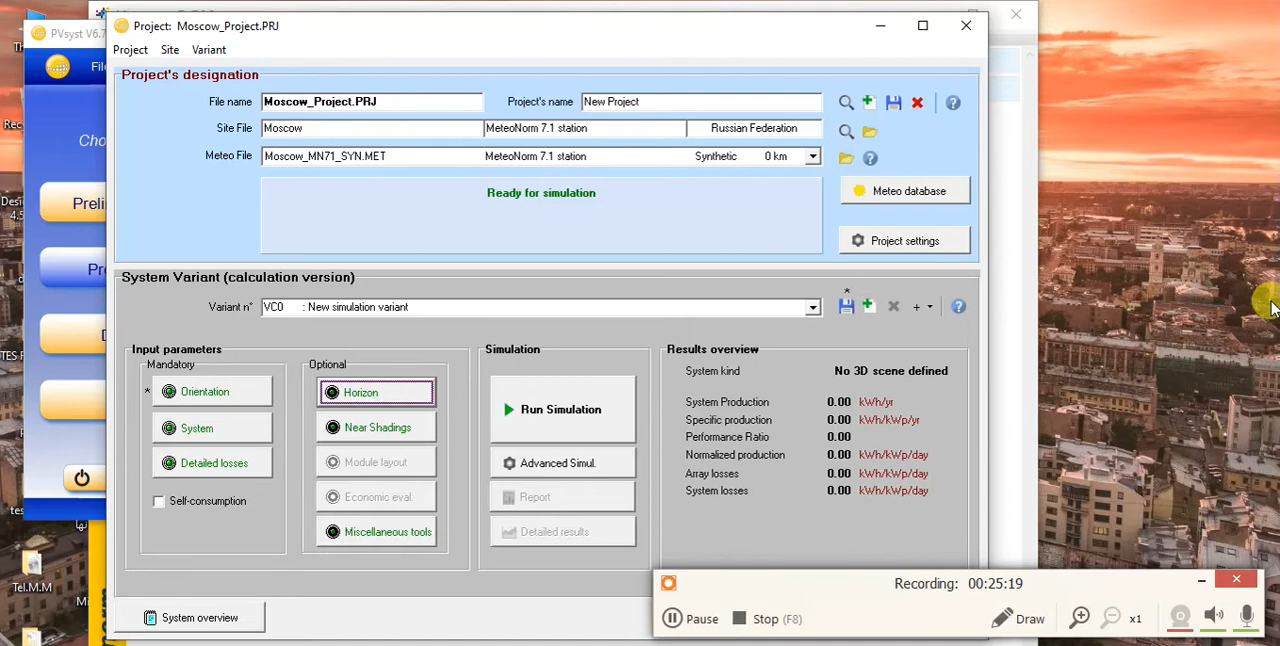 PVsyst V6.7
File
Cho
Preli
Pro
D
Project: Moscow_Project.PRJ
Project Site Variant
Project's designation
File name Moscow_Project.PRJ Project's name New Project
Site File Moscow MeteoNorm 7.1 station Russian Federation
Meteo File Moscow_MN71_SYN.MET MeteoNorm 7.1 station Synthetic 0 km
Ready for simulation
Meteo database
Project settings
System Variant (calculation version)
Variant n° VC0 : New simulation variant
Input parameters
Mandatory
* Orientation
System
Detailed losses
Self-consumption
Optional
Horizon
Near Shadings
Module layout
Economic eval.
Miscellaneous tools
Simulation
Run Simulation
Advanced Simul.
Report
Detailed results
Results overview
System kind No 3D scene defined
System Production 0.00 kWh/yr
Specific production 0.00 kWh/kWp/yr
Performance Ratio 0.00
Normalized production 0.00 kWh/kWp/day
Array losses 0.00 kWh/kWp/day
System losses 0.00 kWh/kWp/day
System overview
Recording: 00:25:19
Pause Stop (F8) Draw x1
Tel.M.M